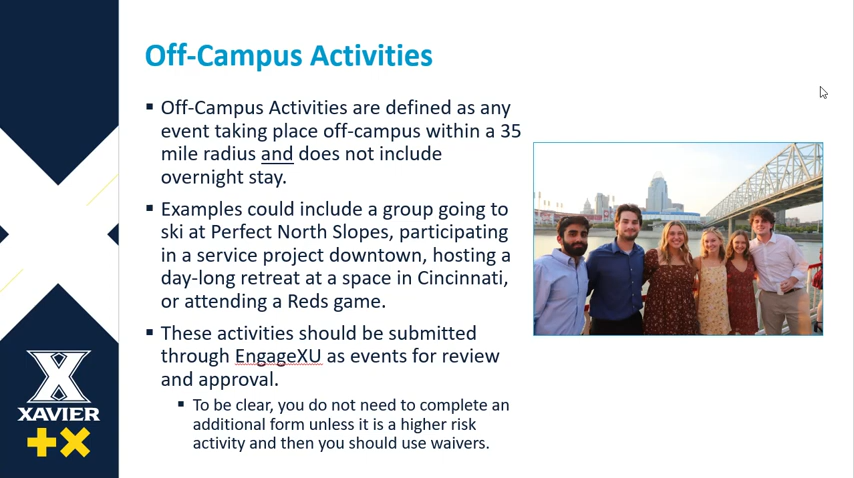 Off-Campus Activities
▪ Off-Campus Activities are defined as any
event taking place off-campus within a 35
mile radius and does not include
overnight stay.
▪ Examples could include a group going to
ski at Perfect North Slopes, participating
in a service project downtown, hosting a
day-long retreat at a space in Cincinnati,
or attending a Reds game.
▪ These activities should be submitted
through EngageXU as events for review
and approval.
▪ To be clear, you do not need to complete an
additional form unless it is a higher risk
activity and then you should use waivers.
X
XAVIER